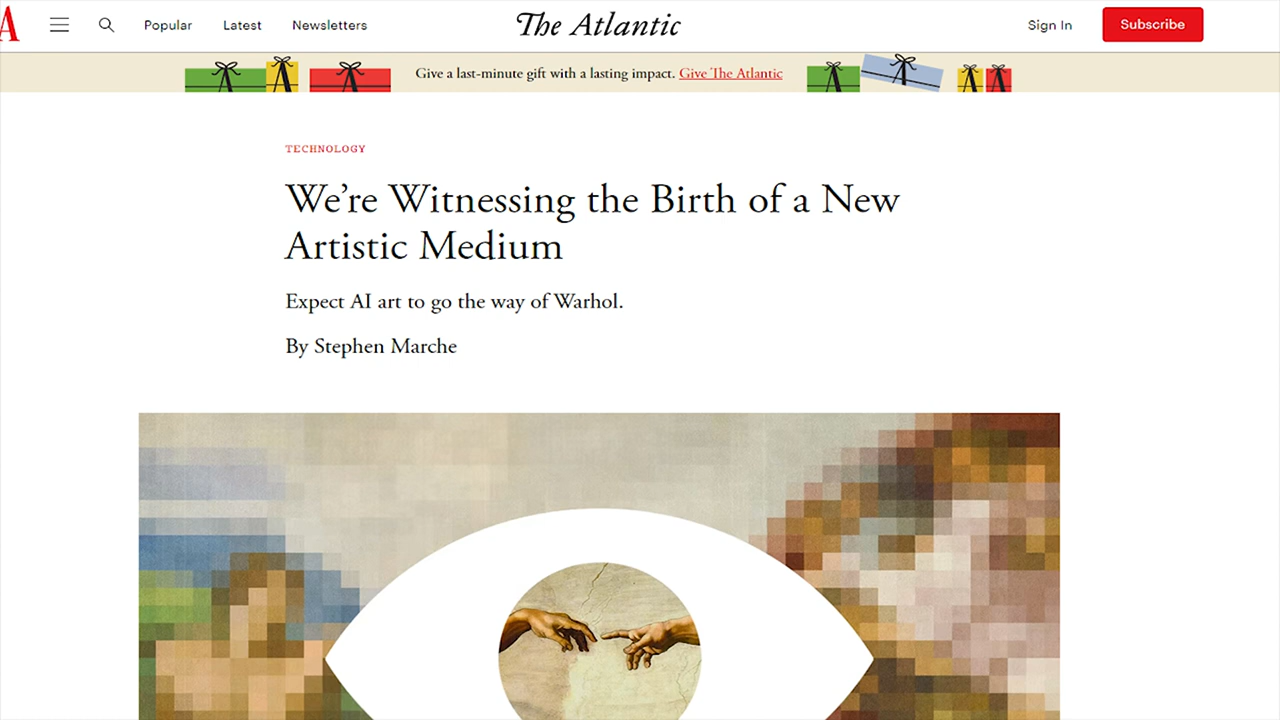 A
Popular Latest Newsletters The Atlantic Sign In Subscribe
Give a last-minute gift with a lasting impact. Give The Atlantic
TECHNOLOGY
We’re Witnessing the Birth of a New
Artistic Medium
Expect AI art to go the way of Warhol.
By Stephen Marche